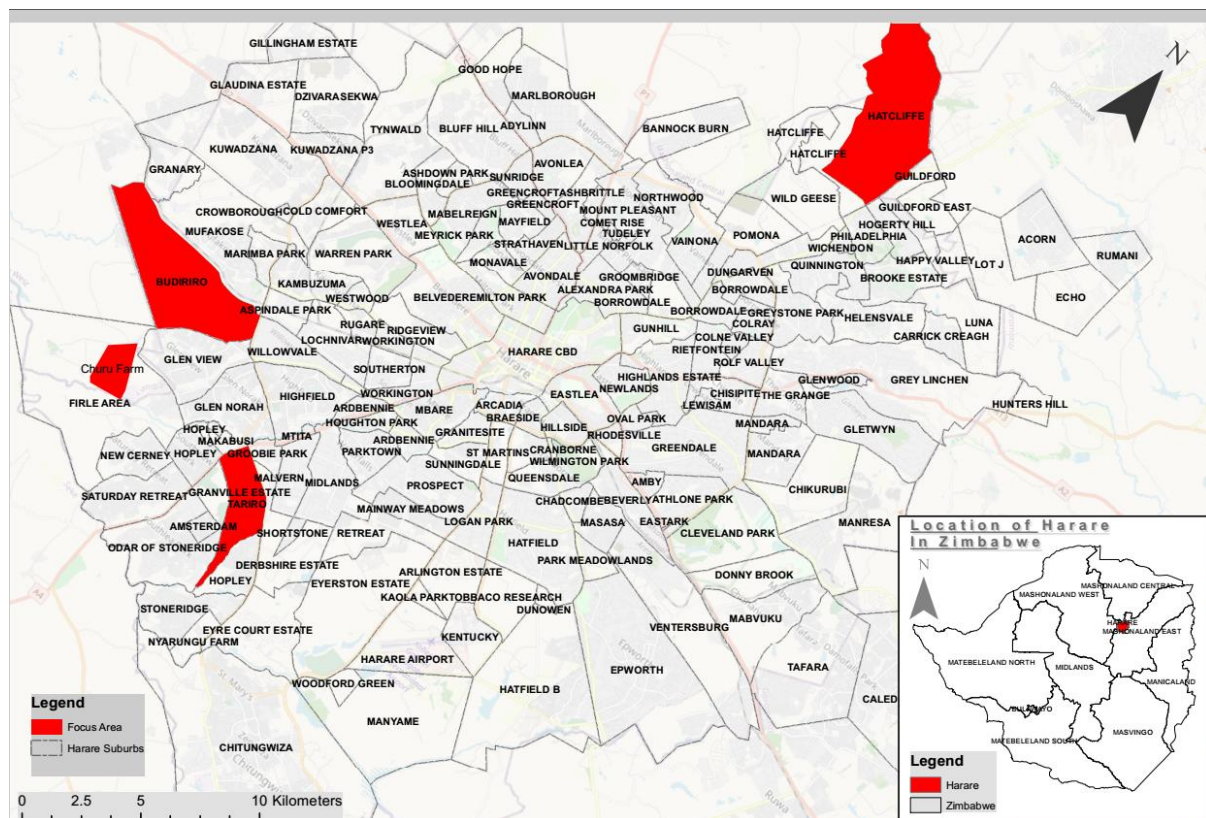 GILLINGHAM ESTATE
GOOD HOPE
GLAUDINA ESTATE
DZIVARASEKWA
MARLBOROUGH
TYNWALD
BLUFF HILL
ADYLINN
BANNOCK BURN
HATCLIFFE
HATCLIFFE
HATCLIFFE
KUWADZANA
KUWADZANA P3
GRANARY
AVONLEA
ASHDOWN PARK
SUNRIDGE
BLOOMINGDALE
GUILDFORD
GREENCROFT
ASHBRITTLE
GREENCROFT
NORTHWOOD
WILD GEESE
GUILDFORD EAST
CROWBOROUGH
COLD COMFORT
MABELREIGN
MAYFIELD
MOUNT PLEASANT
COMET RISE
HOGERTY HILL
MUFAKOSE
WESTLEA
MEYRICK PARK
TUDELEY
STRATHAVEN
LITTLE NORFOLK
VAINONA
POMONA
PHILADELPHIA
WICHENDON
ACORN
RUMANI
MARIMBA PARK
WARREN PARK
MONAVALE
QUINNINGTON
HAPPY VALLEY
LOT J
BUDIRIRO
KAMBUZUMA
AVONDALE
GROOMBRIDGE
DUNGARVEN
BROOKE ESTATE
ECHO
WESTWOOD
BELVEDERE
MILTON PARK
ALEXANDRA PARK
BORROWDALE
BORROWDALE
ASPINDALE PARK
BORROWDALE
GREYSTONE PARK
HELENSVALE
LUNA
RUGARE
RIDGEVIEW
GUNHILL
COLRAY
COLNE VALLEY
CARRICK CREAGH
LOCHNIVAR
WORKINGTON
WILLOWVALE
HARARE CBD
RIETFONTEIN
ROLF VALLEY
GLEN VIEW
Churu Farm
SOUTHERTON
HIGHLANDS ESTATE
GLENWOOD
GREY LINCHEN
FIRLE AREA
HIGHFIELD
WORKINGTON
EASTLEA
NEWLANDS
CHISIPITE
THE GRANGE
HUNTERS HILL
GLEN NORAH
ARDBENNIE
MBARE
ARCADIA
LEWISAM
HOUGHTON PARK
BRAESIDE
OVAL PARK
MANDARA
HOPLEY
MTITA
ARDBENNIE
GRANITESITE
HILLSIDE
RHODESVILLE
GLETWYN
MAKABUSI
GROOBIE PARK
PARKTOWN
ST MARTINS
CRANBORNE
GREENDALE
NEW CERNEY
HOPLEY
SUNNINGDALE
WILMINGTON PARK
MANDARA
MALVERN
MIDLANDS
PROSPECT
QUEENSDALE
AMBY
CHIKURUBI
SATURDAY RETREAT
GRANVILLE ESTATE
TARIRO
MAINWAY MEADOWS
CHADCOMBE
BEVERLY
ATHLONE PARK
AMSTERDAM
LOGAN PARK
MASASA
EASTARK
MANRESA
SHORTSTONE
RETREAT
HATFIELD
CLEVELAND PARK
ODAR OF STONERIDGE
PARK MEADOWLANDS
DERBSHIRE ESTATE
ARLINGTON ESTATE
DONNY BROOK
HOPLEY
EYERSTON ESTATE
KAOLA PARK
TOBBACO RESEARCH
STONERIDGE
DUNOWEN
MABVUKU
EYRE COURT ESTATE
KENTUCKY
VENTERSBURG
NYARUNGU FARM
HARARE AIRPORT
EPWORTH
TAFARA
WOODFORD GREEN
HATFIELD B
CALED
MANYAME
CHITUNGWIZA
N
Legend
Focus Area
Harare Suburbs
0 2.5 5 10 Kilometers
Location of Harare
In Zimbabwe
N
MASHONALAND CENTRAL
MASHONALAND WEST
HARARE
MASHONALAND EAST
MATEBELELAND NORTH
MIDLANDS
MANICALAND
BULAWAYO
MASVINGO
MATEBELELAND SOUTH
Legend
Harare
Zimbabwe